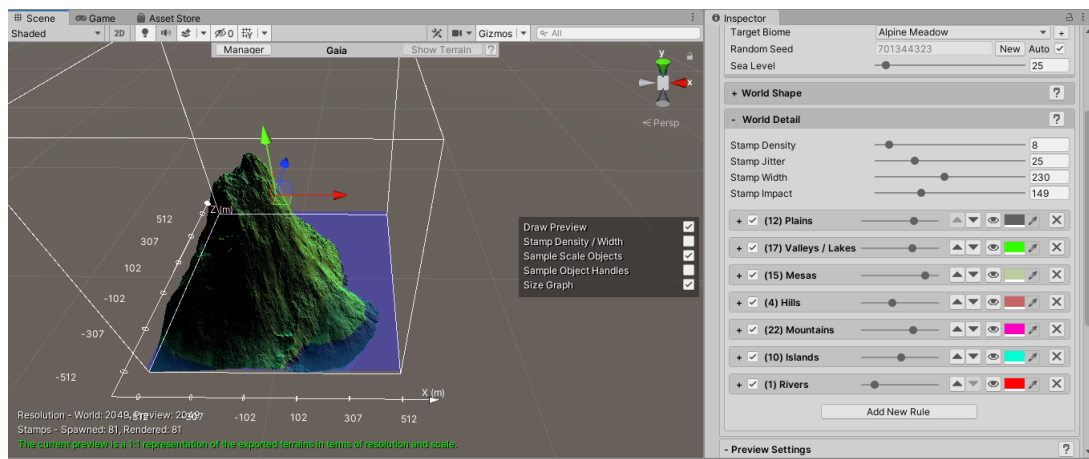 Scene Game Asset Store
Shaded 2D 0 Gizmos All
Manager Gaia Show Terrain ?
y
x
Persp
Z (m)
512
307
102
-102
-307
-512
X (m)
-307 -102 102 307 512
Draw Preview
Stamp Density / Width
Sample Scale Objects
Sample Object Handles
Size Graph
Resolution - World: 2049, Preview: 2049
Stamps - Spawned: 81, Rendered: 81
The current preview is a 1:1 representation of the exported terrains in terms of resolution and scale.
Inspector
Target Biome Alpine Meadow +
Random Seed 701344323 New Auto
Sea Level 25
+ World Shape ?
- World Detail ?
Stamp Density 8
Stamp Jitter 25
Stamp Width 230
Stamp Impact 149
+ (12) Plains
+ (17) Valleys / Lakes
+ (15) Mesas
+ (4) Hills
+ (22) Mountains
+ (10) Islands
+ (1) Rivers
Add New Rule
- Preview Settings ?